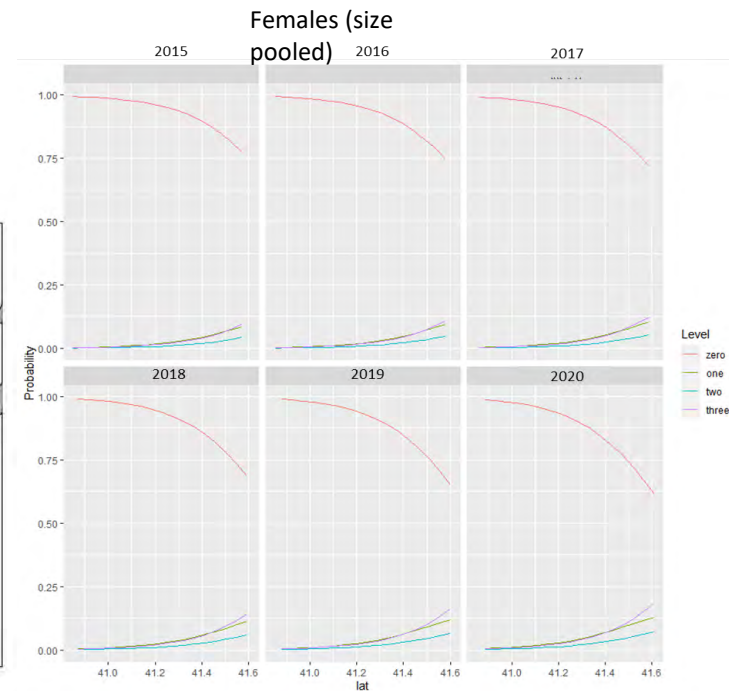 Females (size
pooled)
2015 2016 2017
1.00
0.75
0.50
0.25
0.00
Probability
2018 2019 2020
1.00
0.75
0.50
0.25
0.00
41.0 41.2 41.4 41.6 41.0 41.2 41.4 41.6 41.0 41.2 41.4 41.6
lat
Level
zero
one
two
three